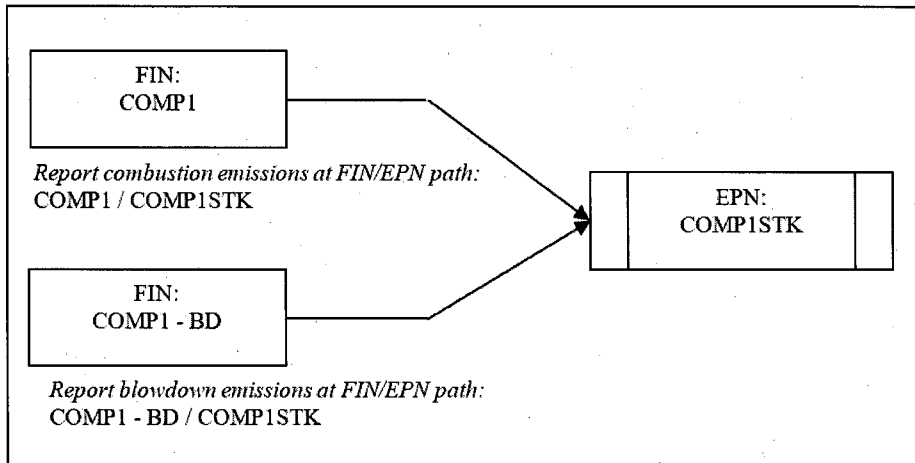 FIN:
COMP1
Report combustion emissions at FIN/EPN path:
COMP1 / COMP1STK
EPN:
COMP1STK
FIN:
COMP1 - BD
Report blowdown emissions at FIN/EPN path:
COMP1 - BD / COMP1STK